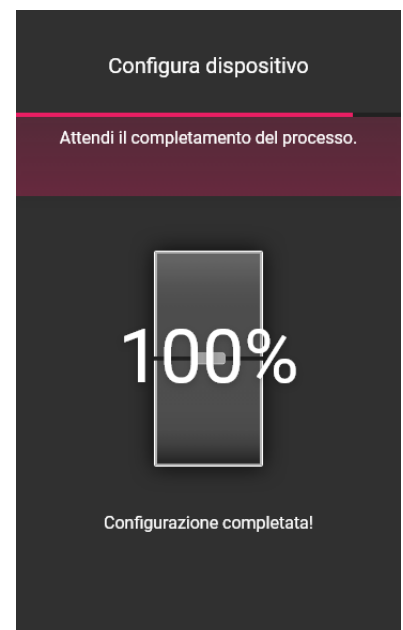 Configura dispositivo
Attendi il completamento del processo.
100%
Configurazione completata!